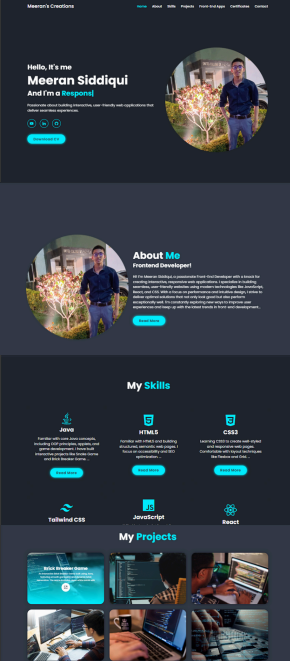 Meeran's Creations
Home About Skills Projects Front-End Apps Certificates Contact
Hello, It's me
Meeran Siddiqui
And I'm a Respons
Passionate about building interactive, user-friendly web applications that
deliver seamless experiences.
Download CV
About Me
Frontend Developer!
Hi! I'm Meeran Siddiqui, a passionate Front-End Developer with a knack for
creating interactive, responsive web applications. I specialize in building
seamless, user-friendly websites using modern technologies like JavaScript,
React, and CSS. With a focus on performance and intuitive design, I strive to
deliver optimal solutions that not only look good but also perform
exceptionally well. I'm constantly exploring new ways to improve user
experiences and keep up with the latest trends in front-end development...
Read More
My Skills
Java
Familiar with core Java concepts,
including OOP principles, applets, and
game development. I have built
interactive projects like Snake Game
and Brick Breaker Game. ...
Read More
HTML5
Familiar with HTML5 and building
structured, semantic web pages. I
focus on accessibility and SEO
optimization. ...
Read More
CSS3
Learning CSS3 to create well-styled
and responsive web pages.
Comfortable with layout techniques
like Flexbox and Grid. ...
Read More
Tailwind CSS
JavaScript
React
My Projects
Brick Breaker Game